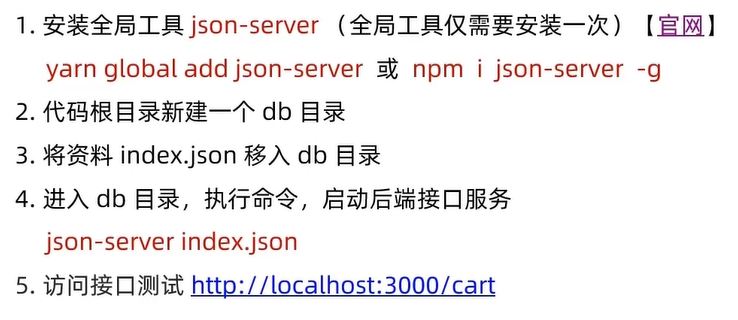 1. 安装全局工具 json-server （全局工具仅需要安装一次）【官网】
yarn global add json-server 或 npm i json-server -g
2. 代码根目录新建一个 db 目录
3. 将资料 index.json 移入 db 目录
4. 进入 db 目录，执行命令，启动后端接口服务
json-server index.json
5. 访问接口测试 http://localhost:3000/cart